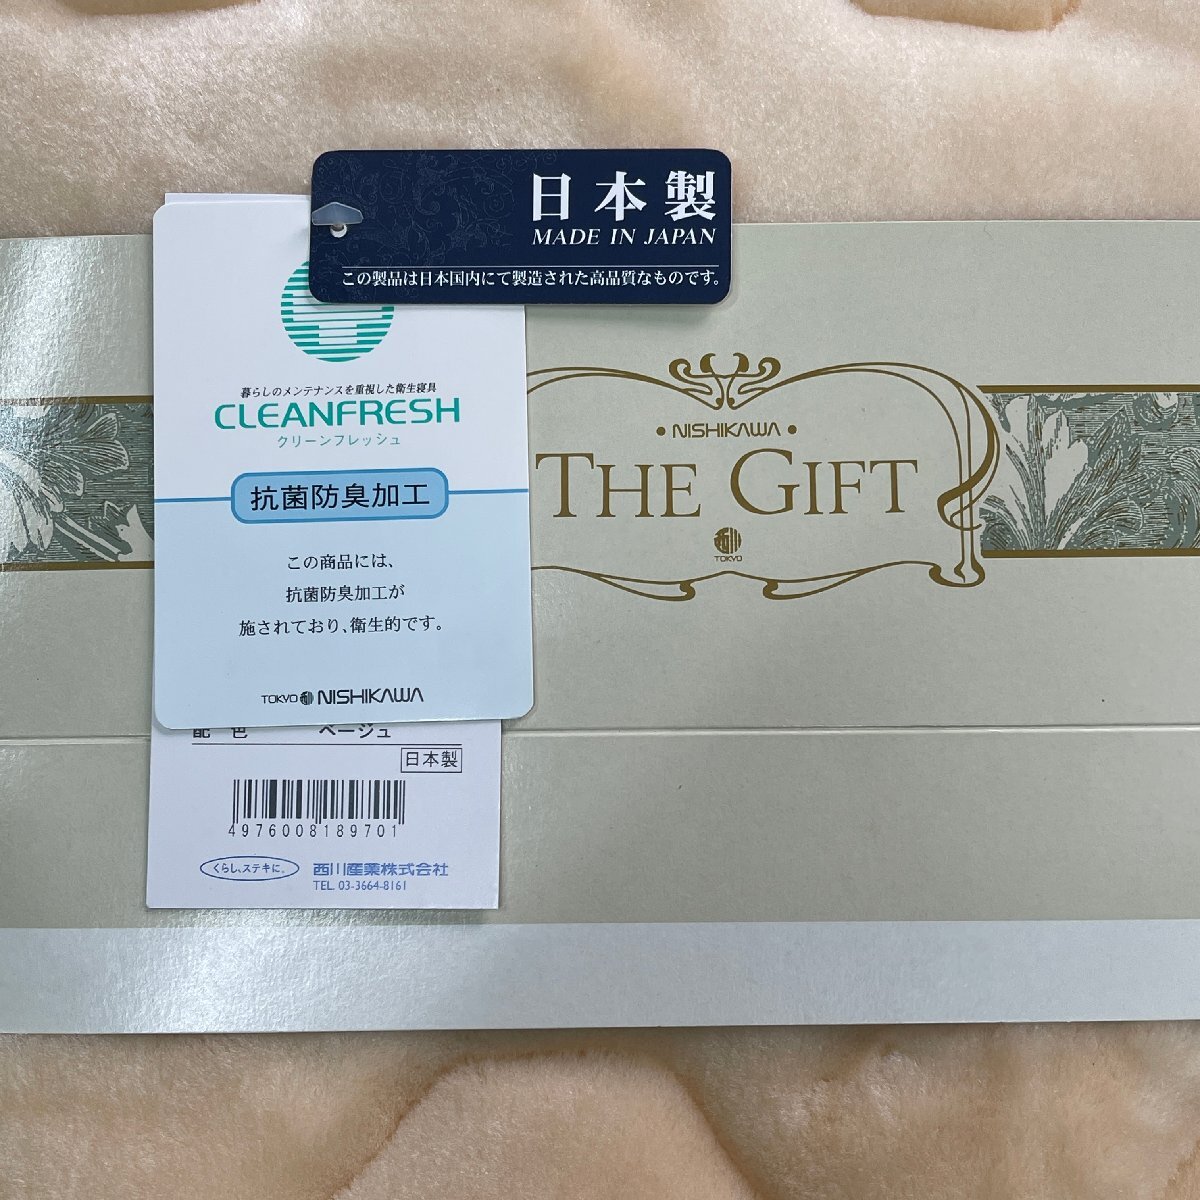 日本製
MADE IN JAPAN
この製品は日本国内にて製造された高品質なものです。
暮らしのメンテナンスを重視した衛生寝具
CLEANFRESH
クリーンフレッシュ
抗菌防臭加工
この商品には、
抗菌防臭加工が
施されており、衛生的です。
TOKYO 西川 NISHIKAWA
配色 ベージュ
日本製
4976008189701
くらし、ステキに。
西川産業株式会社
TEL. 03-3664-8161
• NISHIKAWA •
THE GIFT
西川
TOKYO